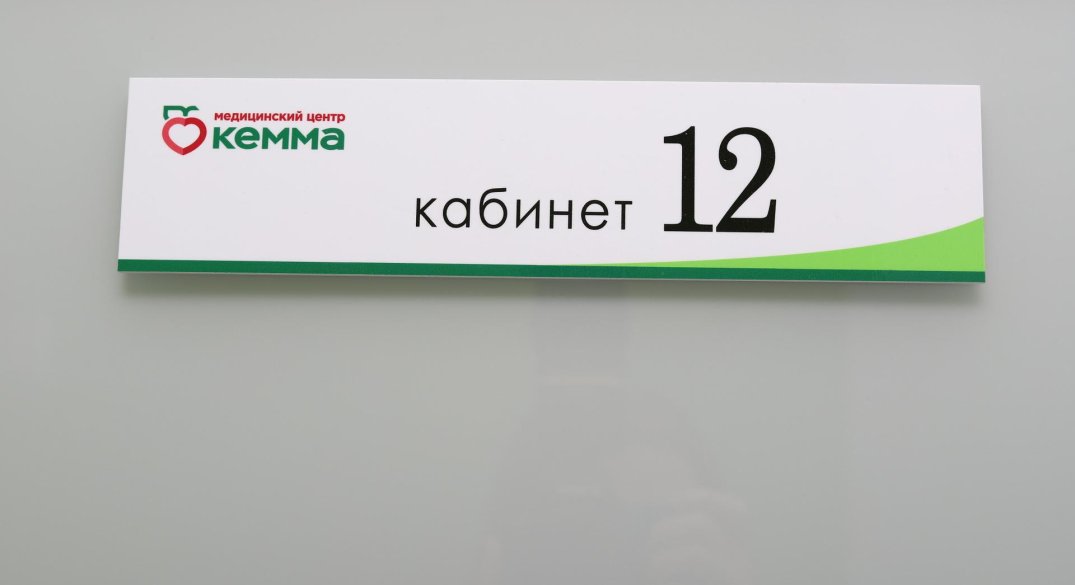 медицинский центр
кемма
кабинет 12